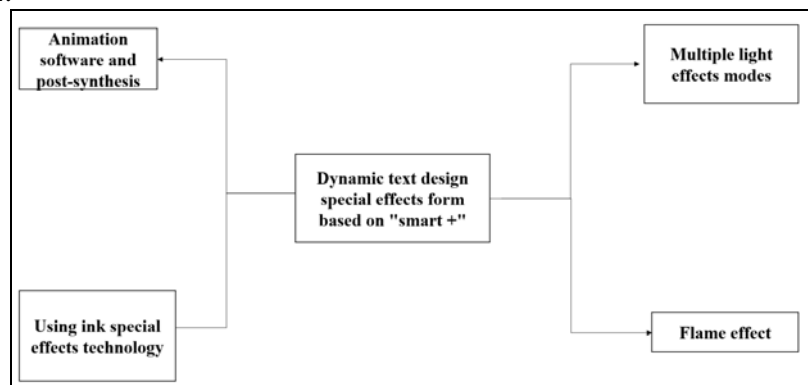 Animation
software and
post-synthesis
Multiple light
effects modes
Dynamic text design
special effects form
based on "smart +"
Using ink special
effects technology
Flame effect